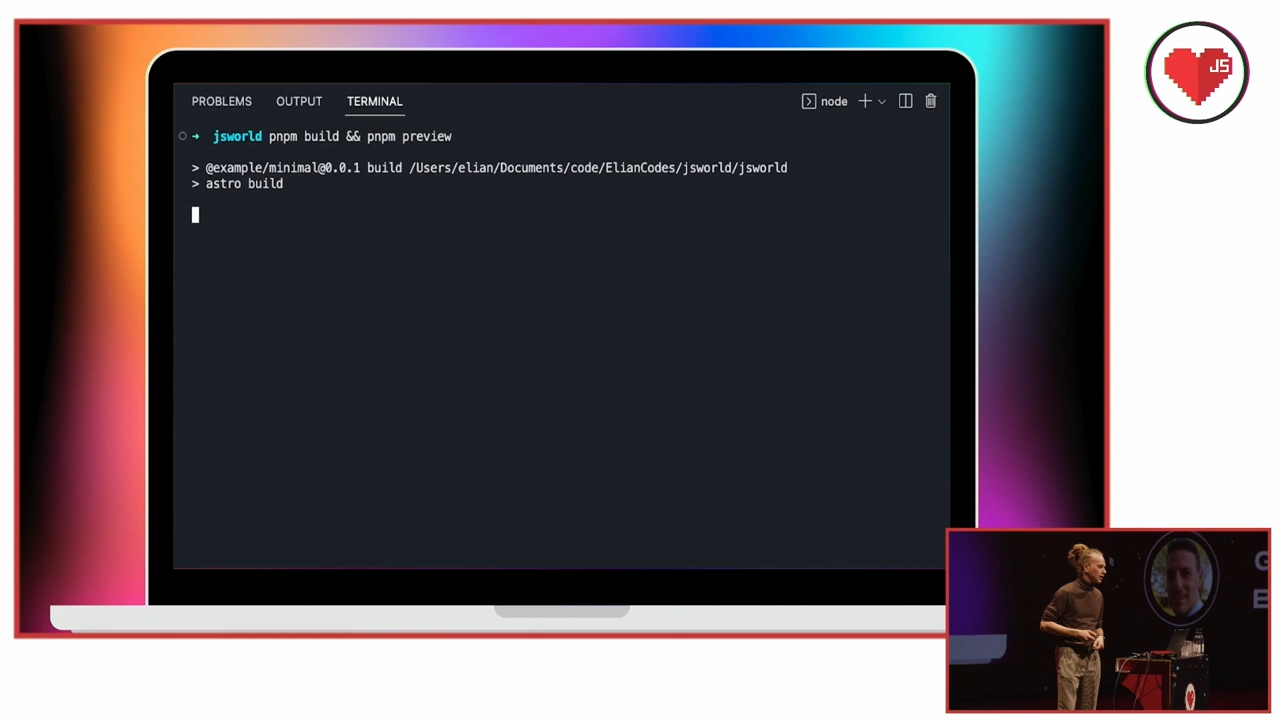 PROBLEMS OUTPUT TERMINAL node
→ jsworld pnpm build && pnpm preview
> @example/minimal@0.0.1 build /Users/elian/Documents/code/ElianCodes/jsworld/jsworld
> astro build
JS
G
E